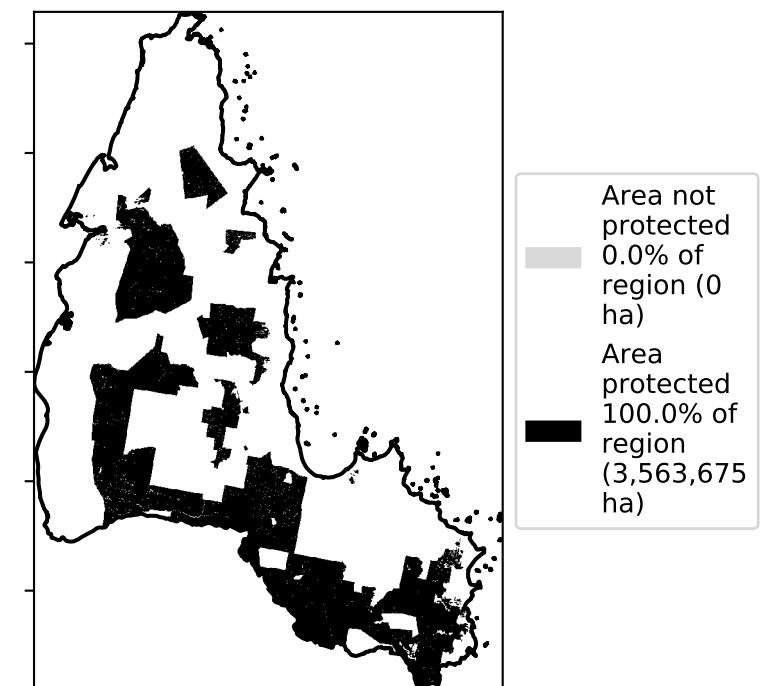 Area not
protected
0.0% of
region (0
ha)
Area
protected
100.0% of
region
(3,563,675
ha)